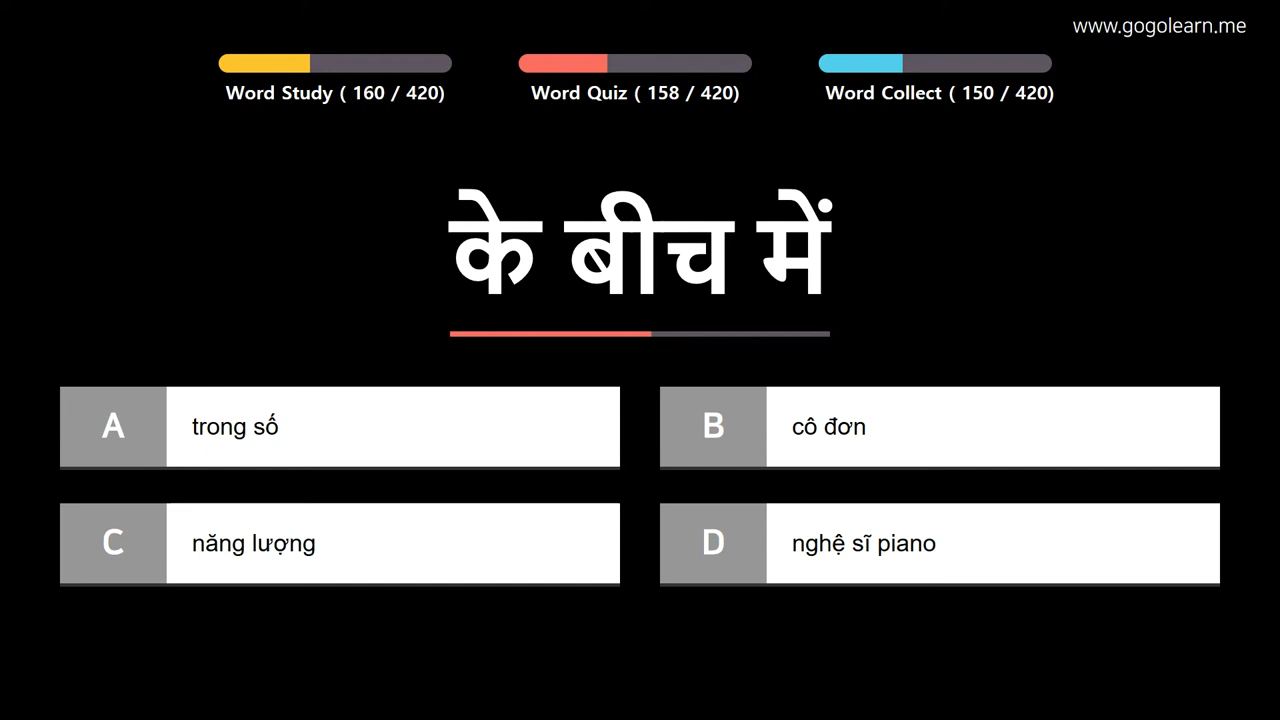 www.gogolearn.me
Word Study ( 160 / 420)
Word Quiz ( 158 / 420)
Word Collect ( 150 / 420)
के बीच में
A
trong số
B
cô đơn
C
năng lượng
D
nghệ sĩ piano